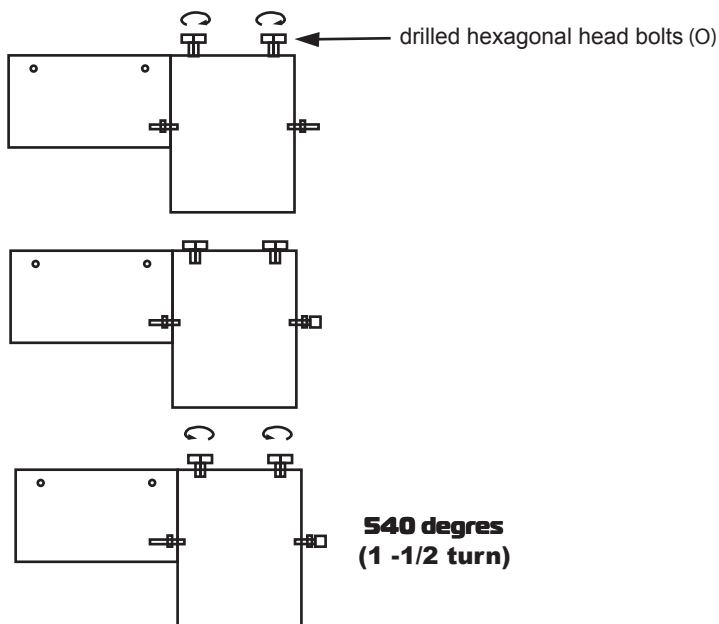 drilled hexagonal head bolts (O)
540 degres
(1 -1/2 turn)